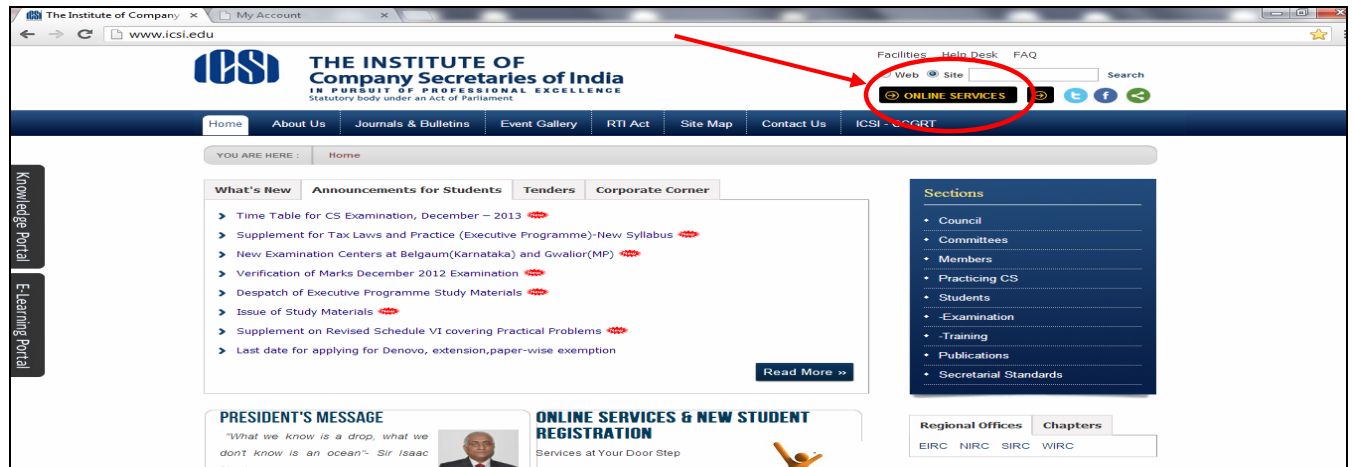 The Institute of Company
My Account
www.icsi.edu
ICSI
THE INSTITUTE OF
Company Secretaries of India
IN PURSUIT OF PROFESSIONAL EXCELLENCE
Statutory body under an Act of Parliament
Facilities Help Desk FAQ
Web Site Search
ONLINE SERVICES
Home About Us Journals & Bulletins Event Gallery RTI Act Site Map Contact Us ICSI - CCGRT
YOU ARE HERE : Home
Knowledge Portal
E-Learning Portal
What's New Announcements for Students Tenders Corporate Corner
Time Table for CS Examination, December – 2013
Supplement for Tax Laws and Practice (Executive Programme)-New Syllabus
New Examination Centers at Belgaum(Karnataka) and Gwalior(MP)
Verification of Marks December 2012 Examination
Despatch of Executive Programme Study Materials
Issue of Study Materials
Supplement on Revised Schedule VI covering Practical Problems
Last date for applying for Denovo, extension,paper-wise exemption
Read More »
Sections
Council
Committees
Members
Practicing CS
Students
-Examination
-Training
Publications
Secretarial Standards
PRESIDENT'S MESSAGE
"What we know is a drop, what we
don't know is an ocean"- Sir Isaac
ONLINE SERVICES & NEW STUDENT
REGISTRATION
Services at Your Door Step
Regional Offices Chapters
EIRC NIRC SIRC WIRC